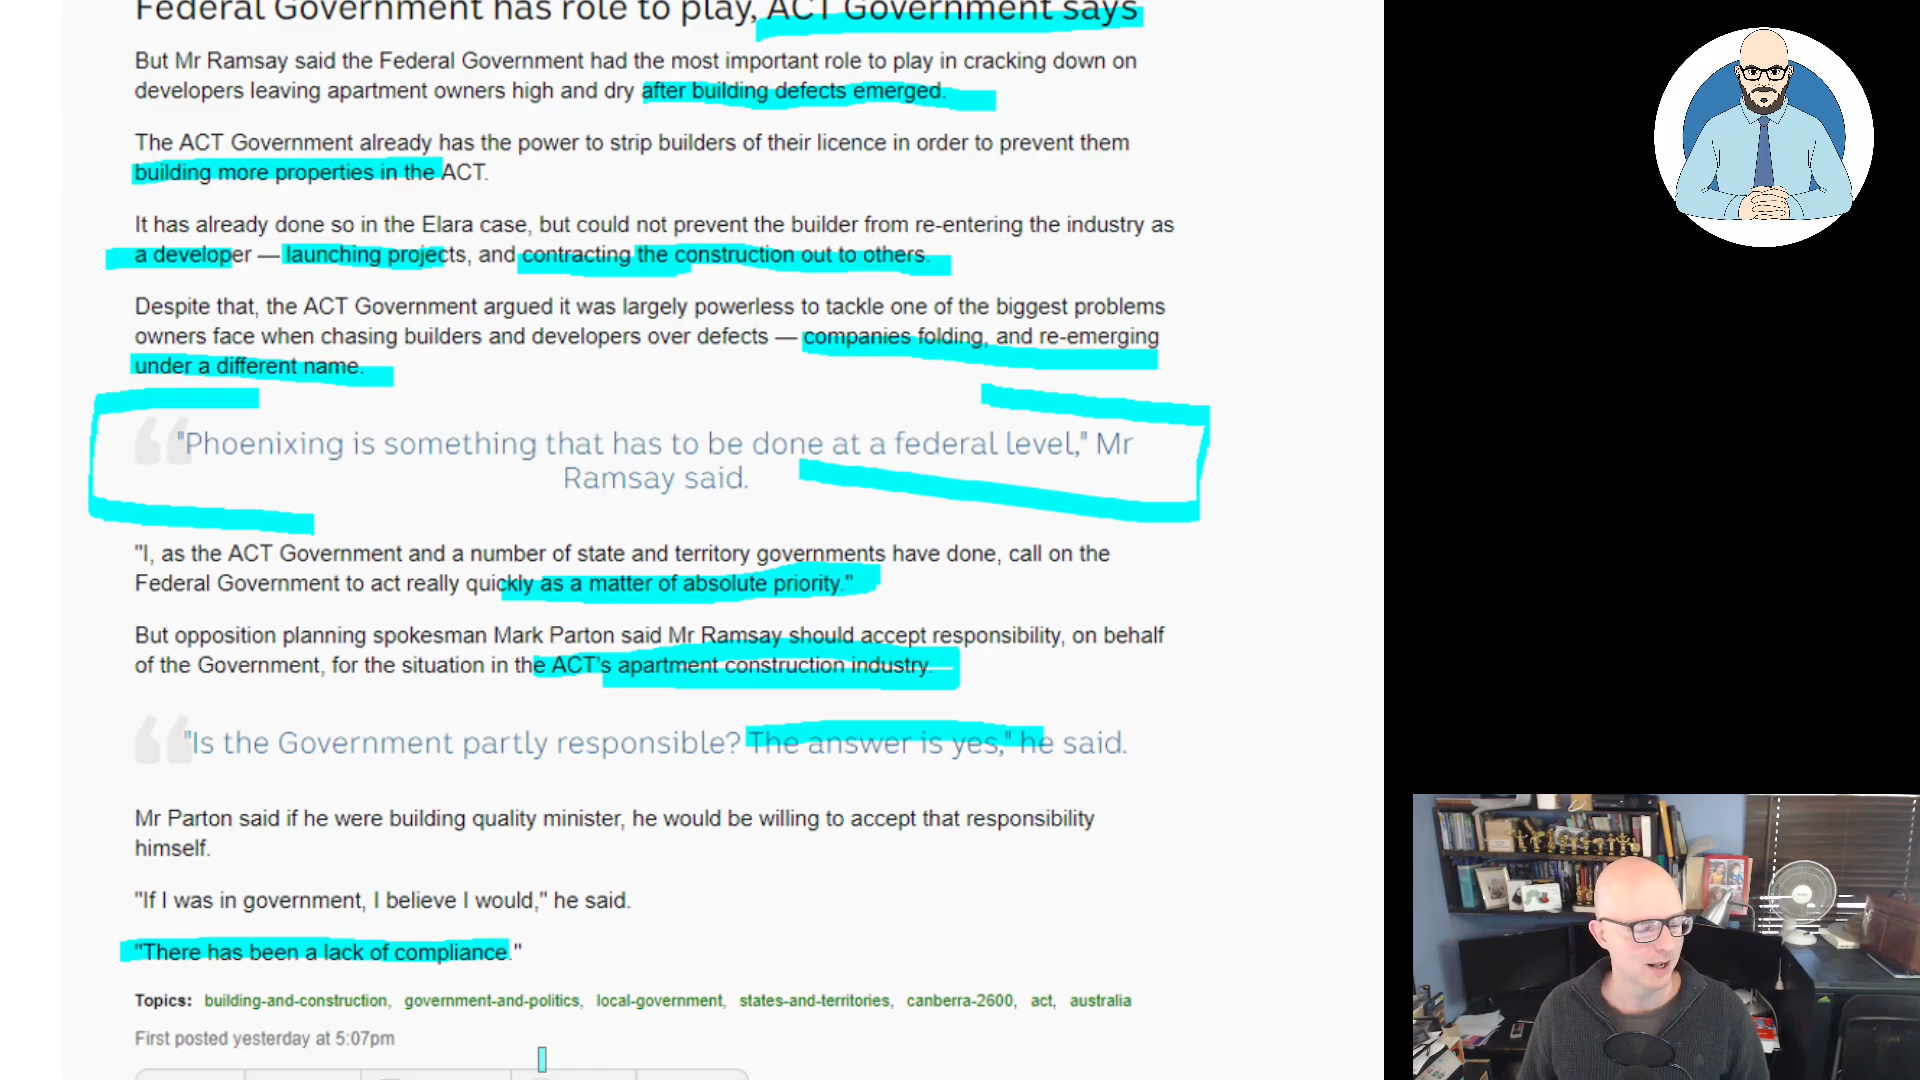 Federal Government has role to play, ACT Government says
But Mr Ramsay said the Federal Government had the most important role to play in cracking down on
developers leaving apartment owners high and dry after building defects emerged.
The ACT Government already has the power to strip builders of their licence in order to prevent them
building more properties in the ACT.
It has already done so in the Elara case, but could not prevent the builder from re-entering the industry as
a developer — launching projects, and contracting the construction out to others.
Despite that, the ACT Government argued it was largely powerless to tackle one of the biggest problems
owners face when chasing builders and developers over defects — companies folding, and re-emerging
under a different name.
"Phoenixing is something that has to be done at a federal level," Mr
Ramsay said.
"I, as the ACT Government and a number of state and territory governments have done, call on the
Federal Government to act really quickly as a matter of absolute priority."
But opposition planning spokesman Mark Parton said Mr Ramsay should accept responsibility, on behalf
of the Government, for the situation in the ACT's apartment construction industry.
"Is the Government partly responsible? The answer is yes," he said.
Mr Parton said if he were building quality minister, he would be willing to accept that responsibility
himself.
"If I was in government, I believe I would," he said.
"There has been a lack of compliance."
Topics: building-and-construction, government-and-politics, local-government, states-and-territories, canberra-2600, act, australia
First posted yesterday at 5:07pm